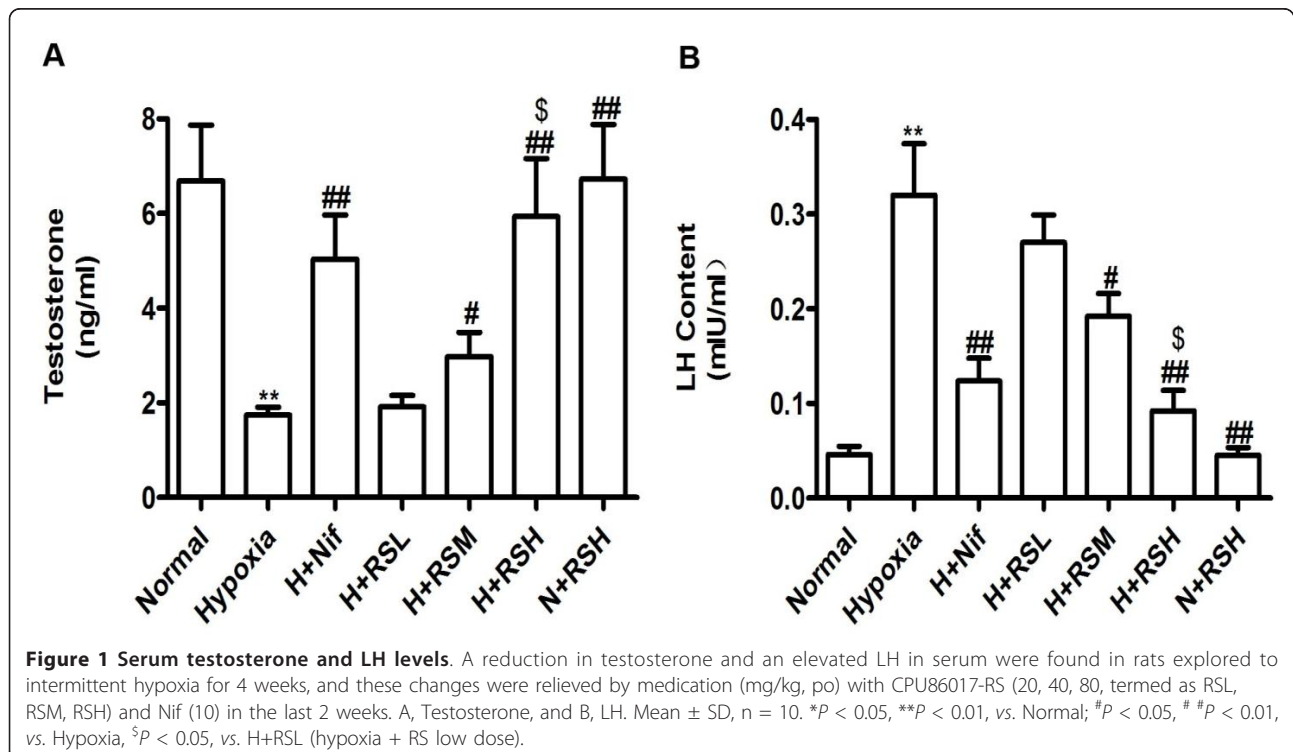 A
Testosterone
(ng/ml)
8
6
4
2
0
**
##
#
$
##
##
Normal
Hypoxia
H+Nif
H+RSL
H+RSM
H+RSH
N+RSH
B
LH Content
(mIU/ml）
0.4
0.3
0.2
0.1
0.0
**
##
#
$
##
##
Normal
Hypoxia
H+Nif
H+RSL
H+RSM
H+RSH
N+RSH
Figure 1 Serum testosterone and LH levels. A reduction in testosterone and an elevated LH in serum were found in rats explored to
intermittent hypoxia for 4 weeks, and these changes were relieved by medication (mg/kg, po) with CPU86017-RS (20, 40, 80, termed as RSL,
RSM, RSH) and Nif (10) in the last 2 weeks. A, Testosterone, and B, LH. Mean ± SD, n = 10. *P < 0.05, **P < 0.01, vs. Normal; #P < 0.05, # #P < 0.01,
vs. Hypoxia, $P < 0.05, vs. H+RSL (hypoxia + RS low dose).